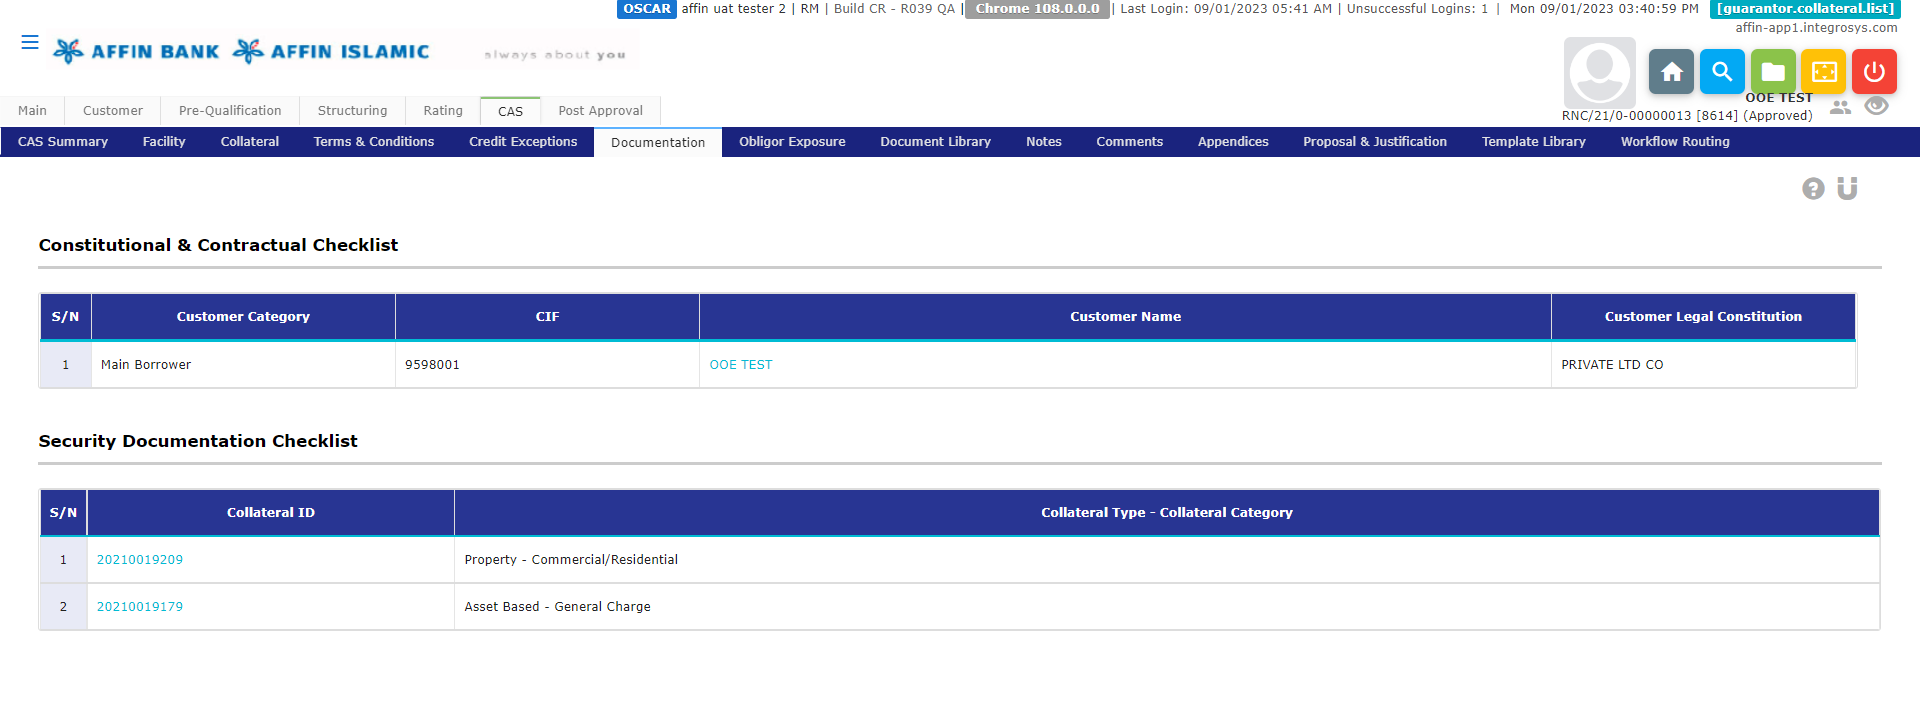 OSCAR affin uat tester 2 | RM | Build CR - R039 QA | Chrome 108.0.0.0 | Last Login: 09/01/2023 05:41 AM | Unsuccessful Logins: 1 | Mon 09/01/2023 03:40:59 PM [guarantor.collateral.list]
affin-app1.integrosys.com
AFFIN BANK AFFIN ISLAMIC always about you
OOE TEST
RNC/21/0-00000013 [8614] (Approved)
Main Customer Pre-Qualification Structuring Rating CAS Post Approval
CAS Summary Facility Collateral Terms & Conditions Credit Exceptions Documentation Obligor Exposure Document Library Notes Comments Appendices Proposal & Justification Template Library Workflow Routing
Constitutional & Contractual Checklist
S/N Customer Category CIF Customer Name Customer Legal Constitution
1 Main Borrower 9598001 OOE TEST PRIVATE LTD CO
Security Documentation Checklist
S/N Collateral ID Collateral Type - Collateral Category
1 20210019209 Property - Commercial/Residential
2 20210019179 Asset Based - General Charge